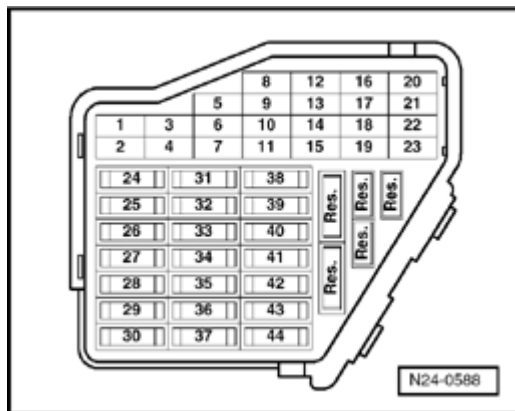 8 12 16 20
5 9 13 17 21
1 3 6 10 14 18 22
2 4 7 11 15 19 23
24 31 38
25 32 39
26 33 40
27 34 41
28 35 42
29 36 43
30 37 44
Res. Res. Res.
Res. Res.
N24-0588